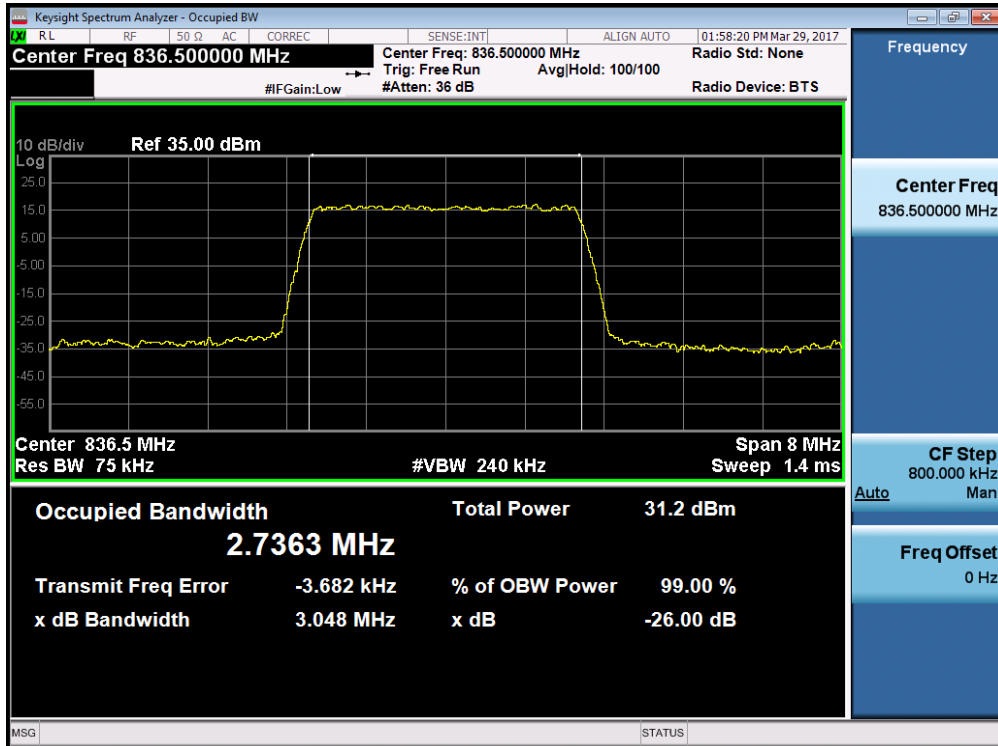 Keysight Spectrum Analyzer - Occupied BW
LXI RL RF 50 Ω AC CORREC SENSE:INT ALIGN AUTO 01:58:20 PM Mar 29, 2017
Center Freq 836.500000 MHz
Center Freq: 836.500000 MHz
Radio Std: None
Trig: Free Run Avg|Hold: 100/100
#IFGain:Low
#Atten: 36 dB
Radio Device: BTS
10 dB/div Ref 35.00 dBm
Log
25.0
15.0
5.00
-5.00
-15.0
-25.0
-35.0
-45.0
-55.0
Center 836.5 MHz
Span 8 MHz
Res BW 75 kHz
#VBW 240 kHz
Sweep 1.4 ms
Occupied Bandwidth
2.7363 MHz
Total Power 31.2 dBm
Transmit Freq Error -3.682 kHz
% of OBW Power 99.00 %
x dB Bandwidth 3.048 MHz
x dB -26.00 dB
Frequency
Center Freq
836.500000 MHz
CF Step
800.000 kHz
Auto Man
Freq Offset
0 Hz
MSG
STATUS